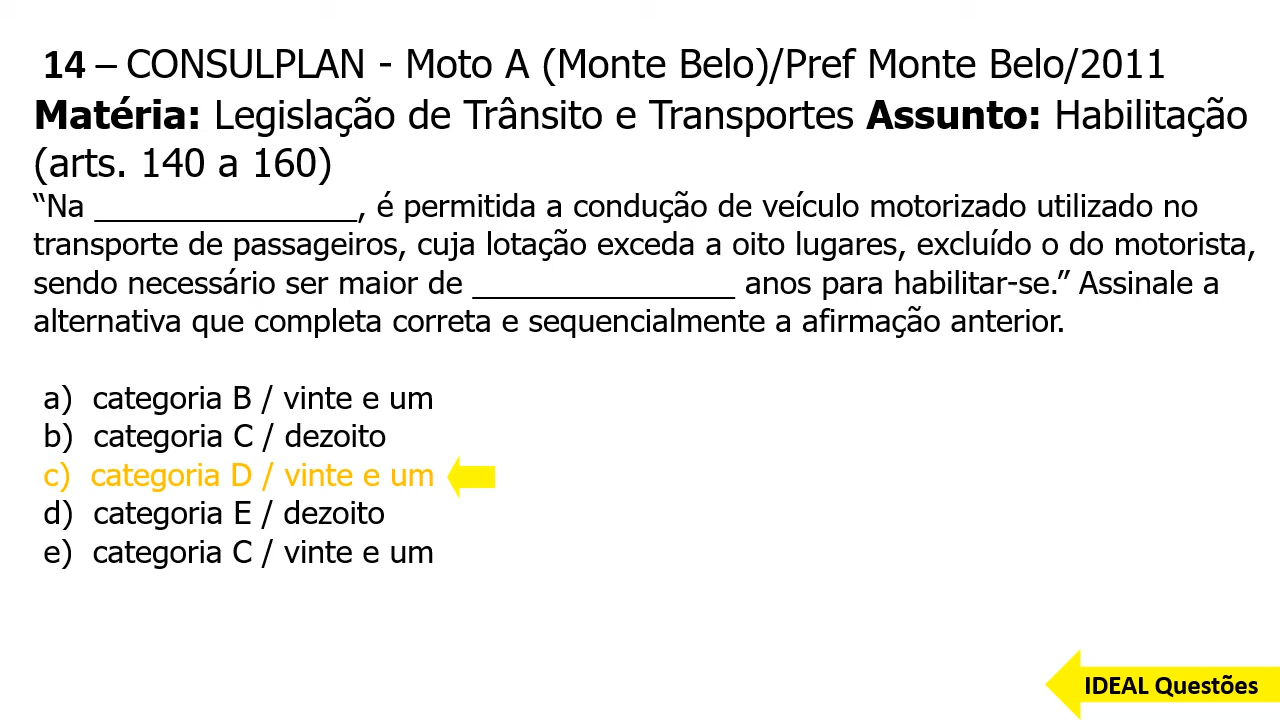 14 – CONSULPLAN - Moto A (Monte Belo)/Pref Monte Belo/2011
Matéria: Legislação de Trânsito e Transportes Assunto: Habilitação
(arts. 140 a 160)
“Na ________________, é permitida a condução de veículo motorizado utilizado no
transporte de passageiros, cuja lotação exceda a oito lugares, excluído o do motorista,
sendo necessário ser maior de ________________ anos para habilitar-se.” Assinale a
alternativa que completa correta e sequencialmente a afirmação anterior.
a) categoria B / vinte e um
b) categoria C / dezoito
c) categoria D / vinte e um
d) categoria E / dezoito
e) categoria C / vinte e um
IDEAL Questões